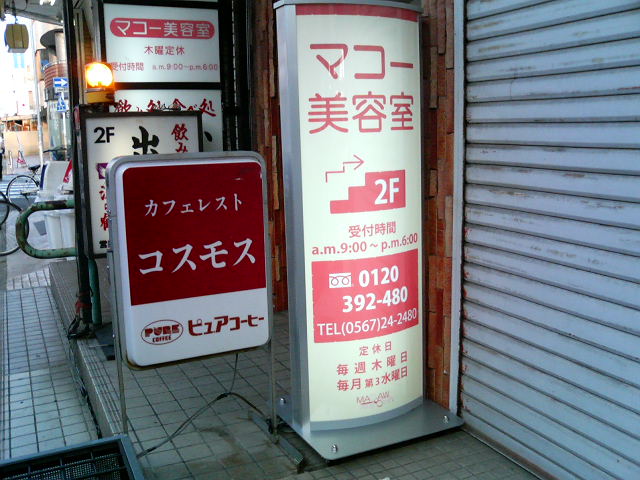 マコー美容室
木曜定休
受付時間 a.m.9:00〜p.m.6:00
2F
カフェレスト
コスモス
PURE
COFFEE
ピュアコーヒー
マコー
美容室
2F
受付時間
a.m.9:00〜p.m.6:00
0120
392-480
TEL(0567)24-2480
定休日
毎週木曜日
毎月第3水曜日